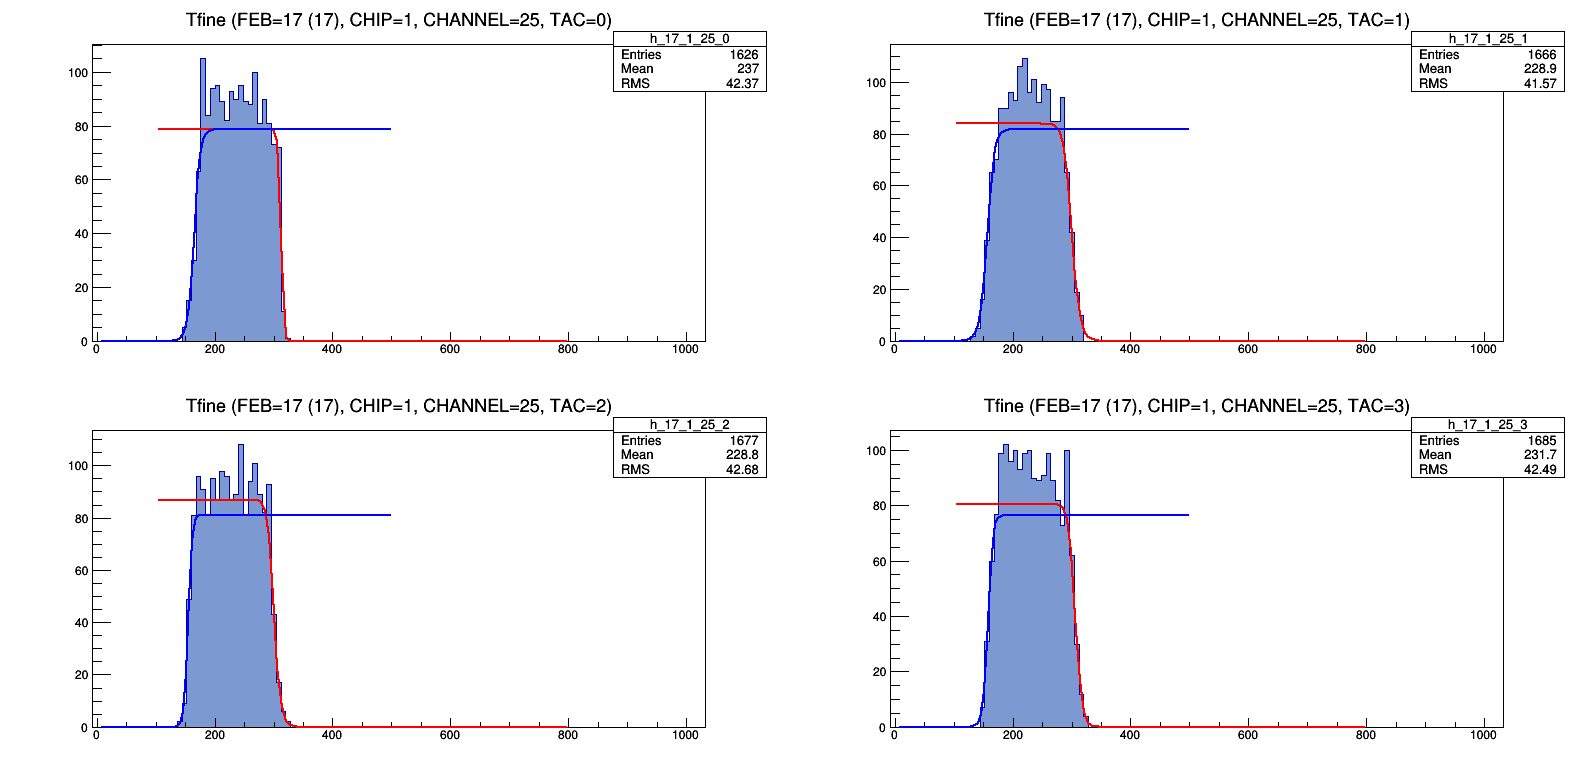 Tfine (FEB=17 (17), CHIP=1, CHANNEL=25, TAC=0)
h_17_1_25_0
Entries 1626
Mean 237
RMS 42.37
100
80
60
40
20
0
0 200 400 600 800 1000
Tfine (FEB=17 (17), CHIP=1, CHANNEL=25, TAC=1)
h_17_1_25_1
Entries 1666
Mean 228.9
RMS 41.57
100
80
60
40
20
0
0 200 400 600 800 1000
Tfine (FEB=17 (17), CHIP=1, CHANNEL=25, TAC=2)
h_17_1_25_2
Entries 1677
Mean 228.8
RMS 42.68
100
80
60
40
20
0
0 200 400 600 800 1000
Tfine (FEB=17 (17), CHIP=1, CHANNEL=25, TAC=3)
h_17_1_25_3
Entries 1685
Mean 231.7
RMS 42.49
100
80
60
40
20
0
0 200 400 600 800 1000